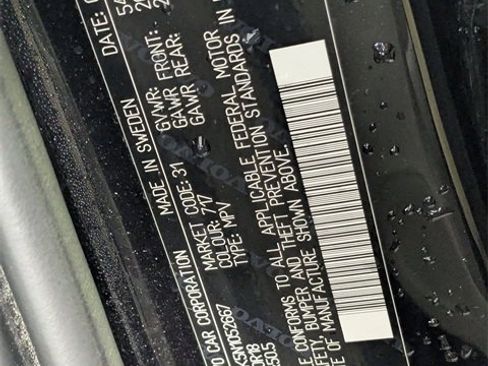 DATE:
O CAR CORPORATION
MADE IN SWEDEN
MARKET CODE: 31
COLOUR: 717
TYPE: MPV
GVWR:
GAWR FRONT:
GAWR REAR:
CONFORMS TO ALL APPLICABLE FEDERAL MOTOR
BUMPER AND THEFT PREVENTION STANDARDS IN
OF MANUFACTURE SHOWN ABOVE.
VOLVO